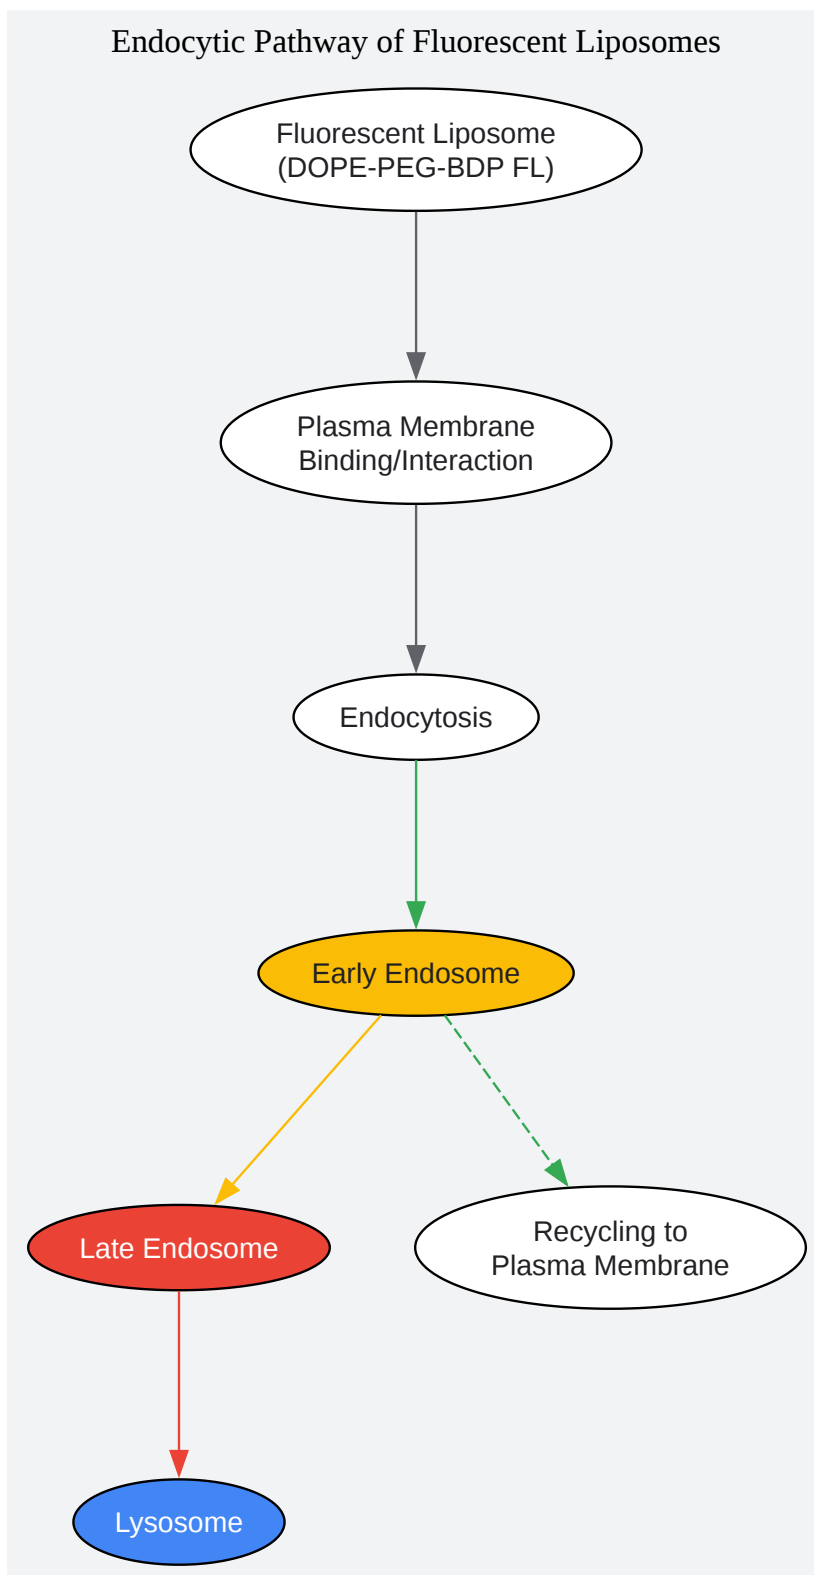 Endocytic Pathway of Fluorescent Liposomes
Fluorescent Liposome
(DOPE-PEG-BDP FL)
Plasma Membrane
Binding/Interaction
Endocytosis
Early Endosome
Late Endosome
Recycling to
Plasma Membrane
Lysosome